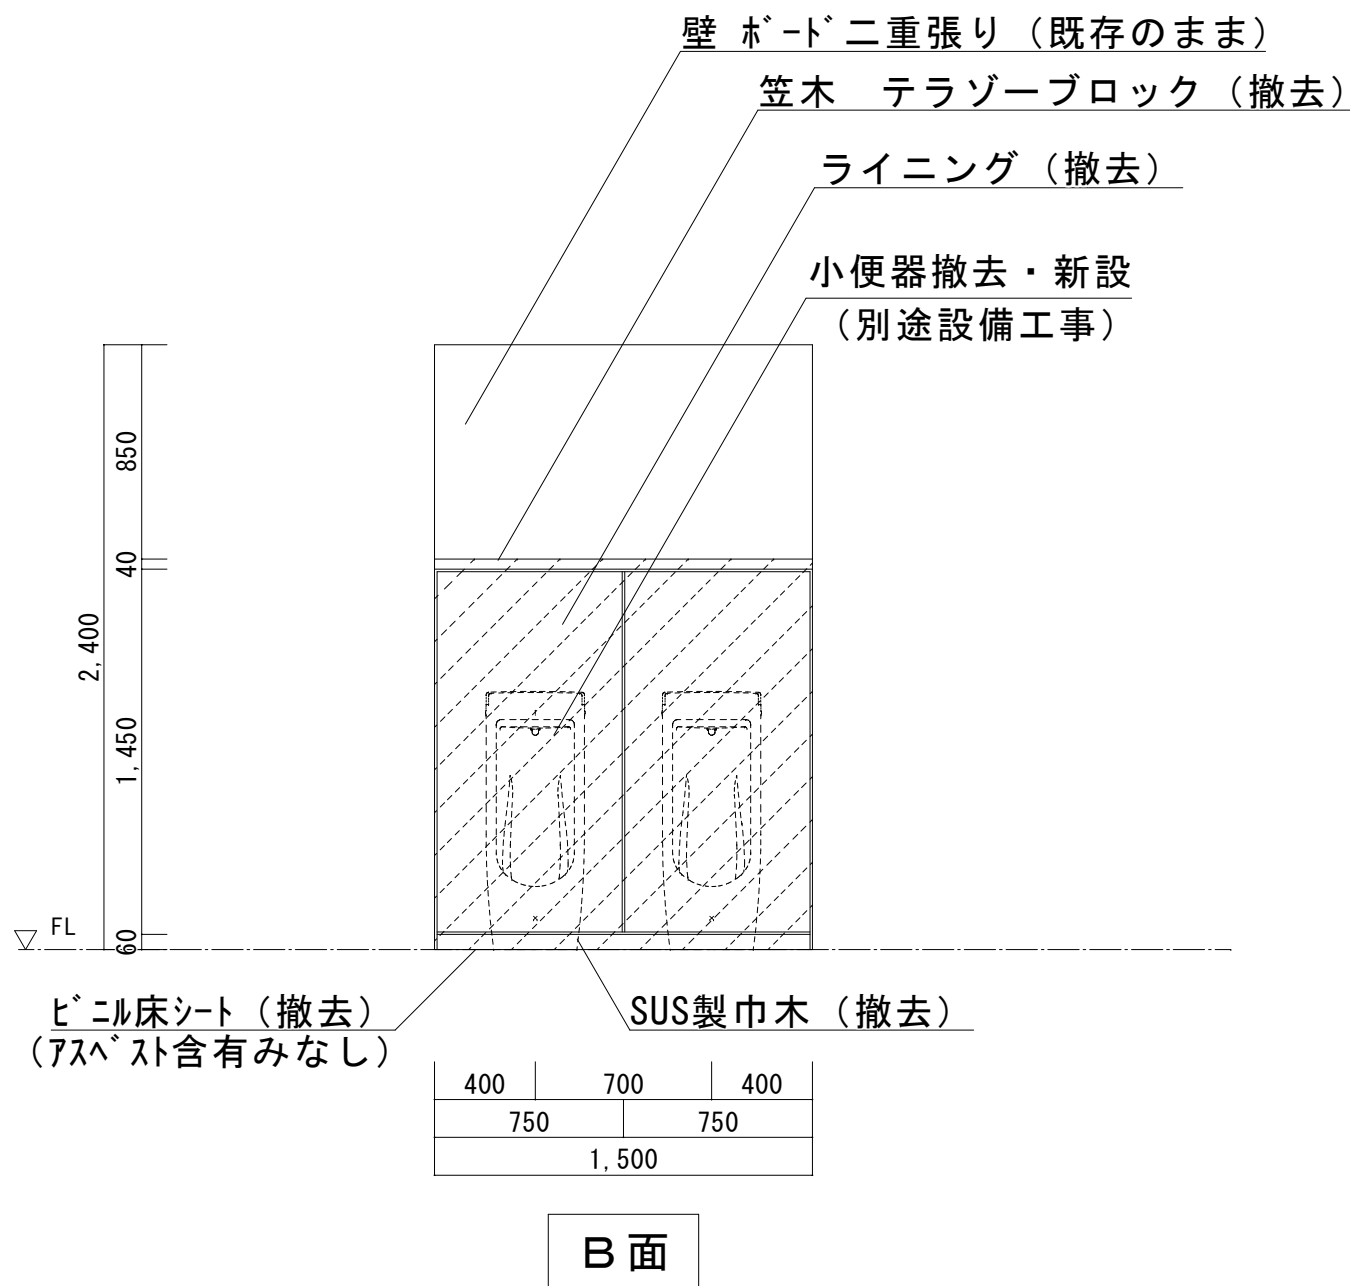 壁 ﾎﾞｰﾄﾞ二重張り（既存のまま）
笠木　テラゾーブロック（撤去）
ライニング（撤去）
小便器撤去・新設
（別途設備工事）
850
40
2,400
1,450
60
FL
ﾋﾞﾆﾙ床ｼｰﾄ（撤去）
（ｱｽﾍﾞｽﾄ含有みなし）
SUS製巾木（撤去）
400 700 400
750 750
1,500
B面